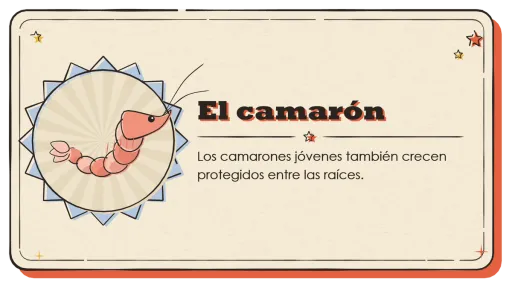 El camarón
Los camarones jóvenes también crecen
protegidos entre las raíces.